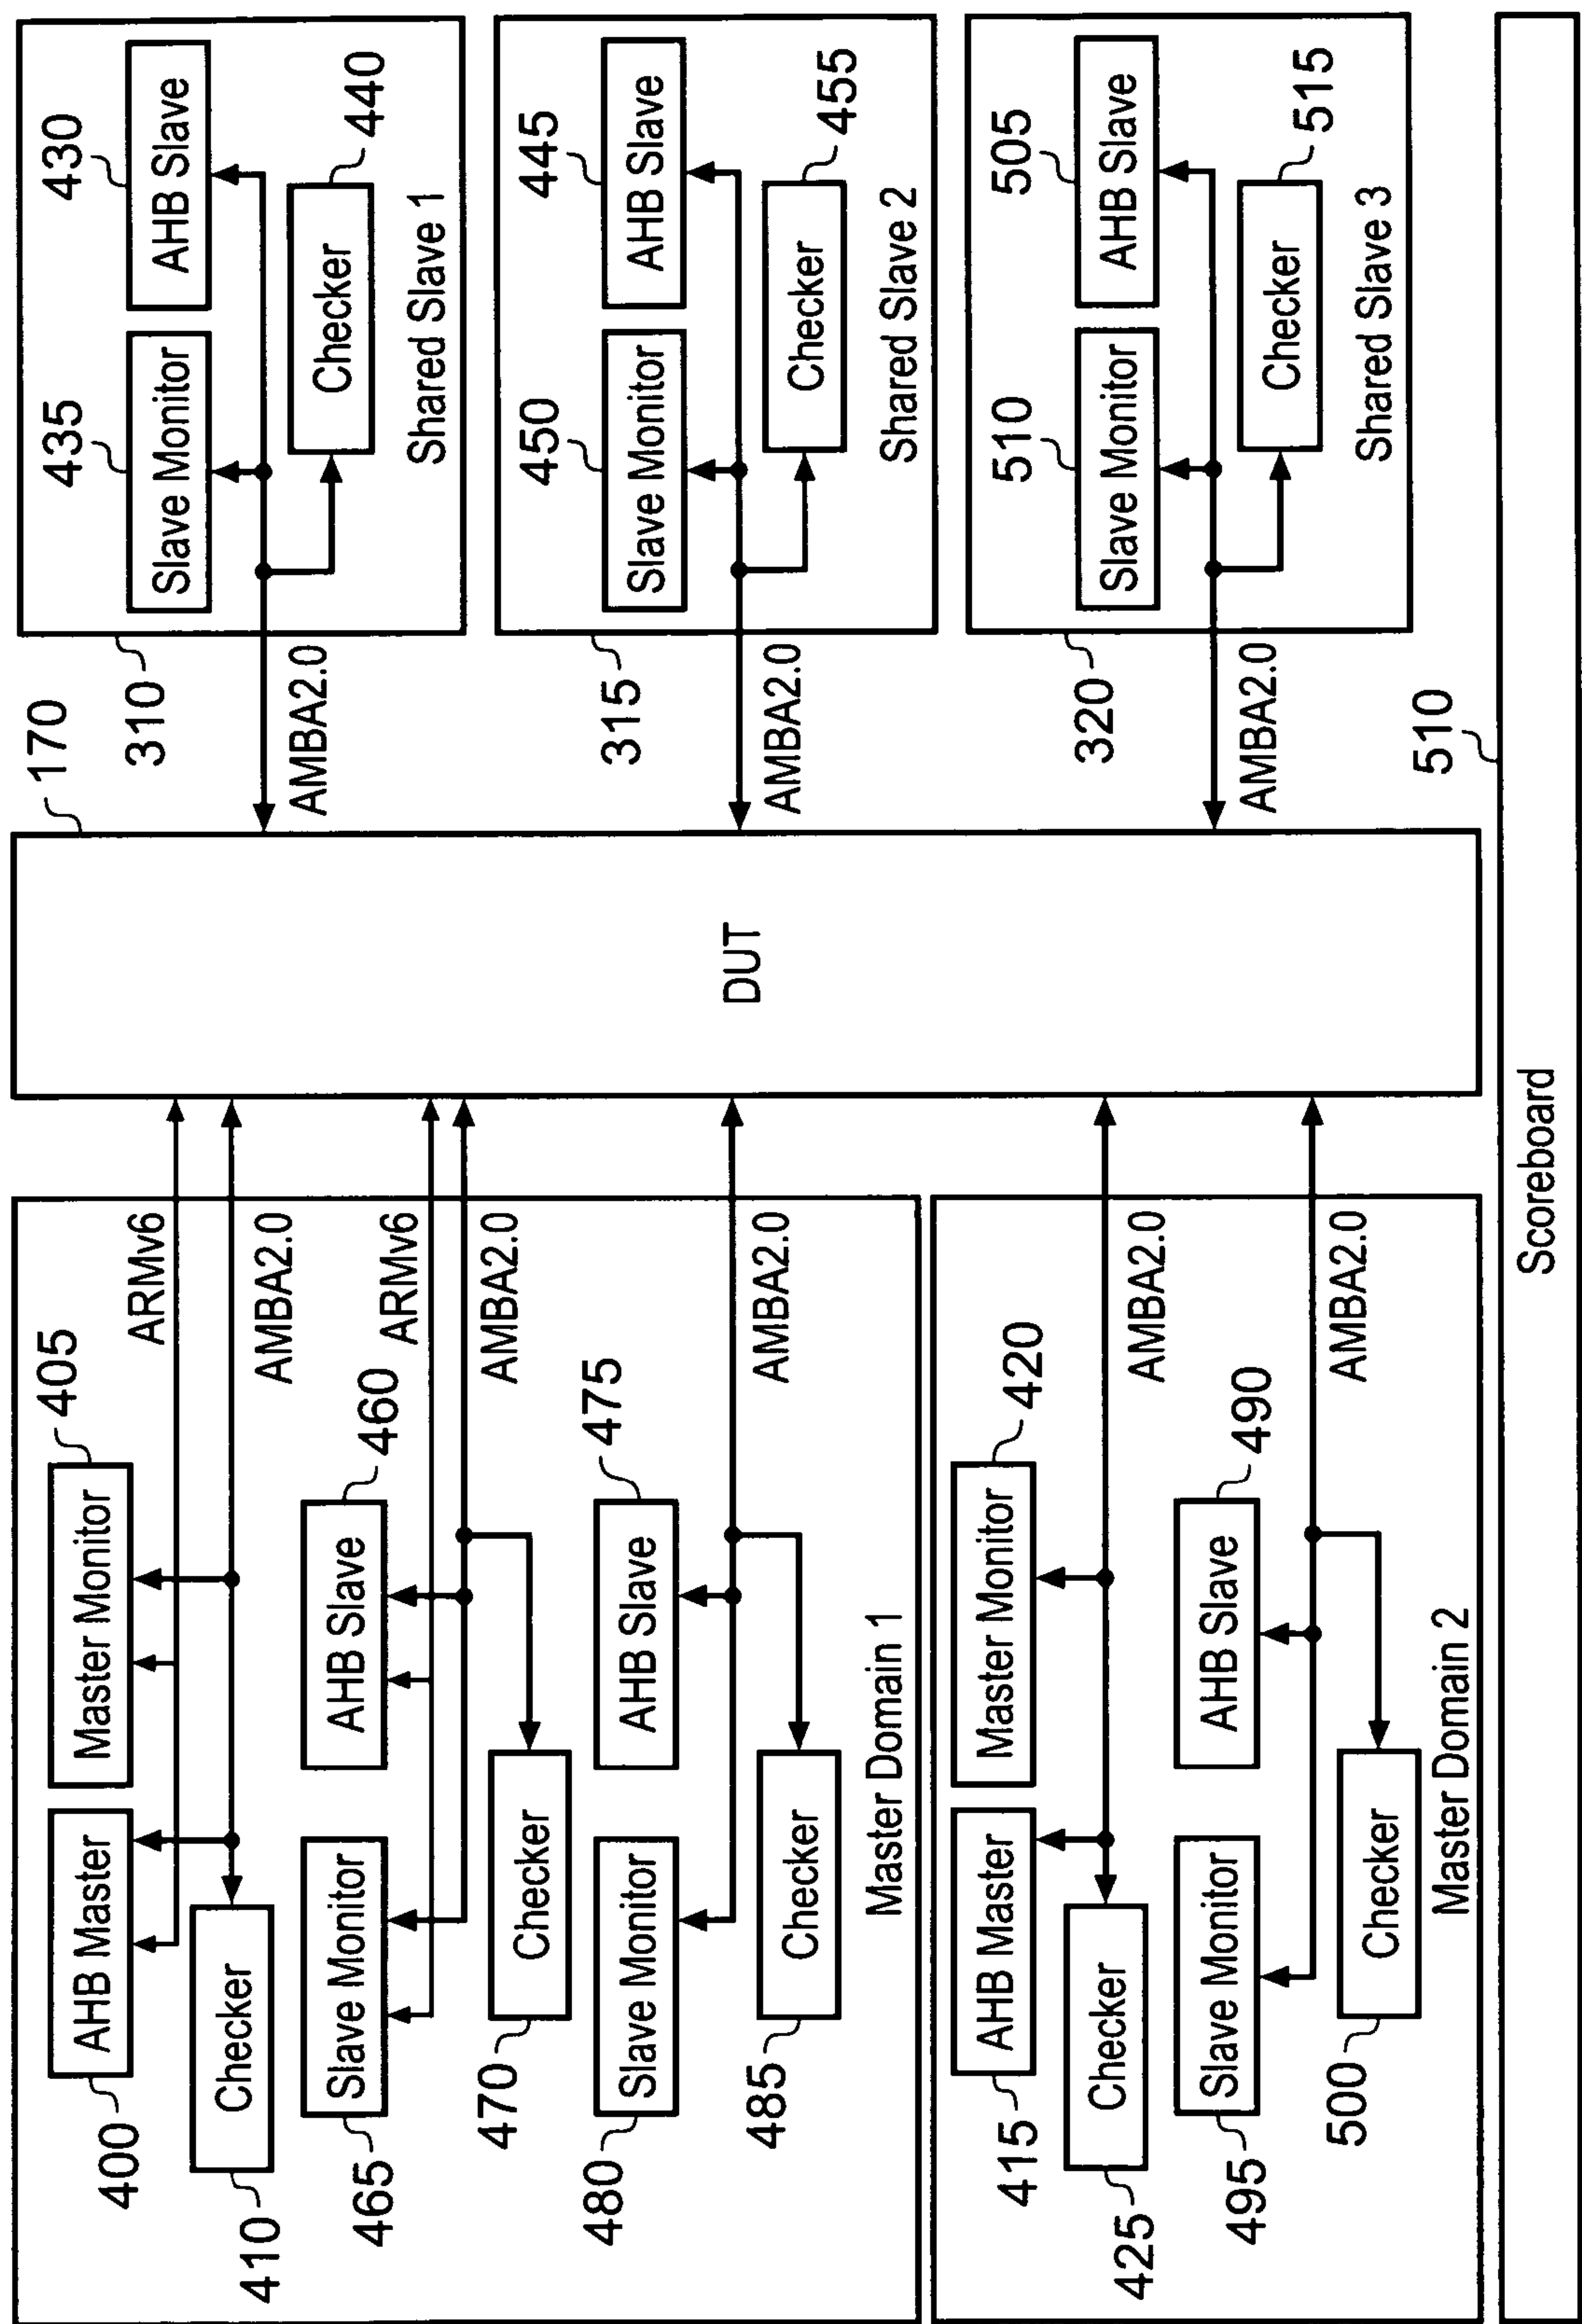 400
AHB Master
405
Master Monitor
ARMv6
410
Checker
AMBA2.0
465
Slave Monitor
460
AHB Slave
ARMv6
470
Checker
AMBA2.0
480
Slave Monitor
475
AHB Slave
485
Checker
AMBA2.0
Master Domain 1
415
AHB Master
420
Master Monitor
425
Checker
AMBA2.0
495
Slave Monitor
490
AHB Slave
500
Checker
AMBA2.0
Master Domain 2
170
DUT
310
AMBA2.0
435
Slave Monitor
430
AHB Slave
Checker
440
Shared Slave 1
315
AMBA2.0
450
Slave Monitor
445
AHB Slave
Checker
455
Shared Slave 2
320
AMBA2.0
510
Slave Monitor
505
AHB Slave
Checker
515
Shared Slave 3
510
Scoreboard